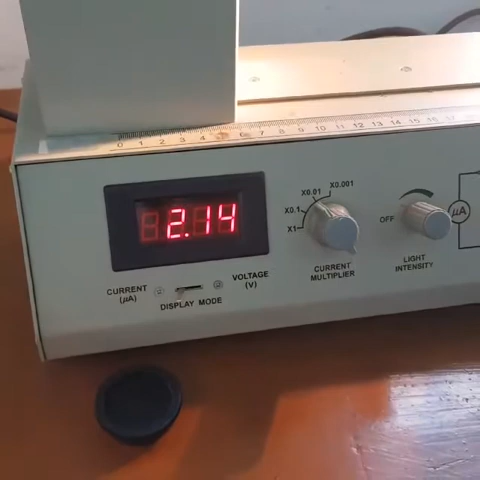 0 1 2 3 4 5 6 7 8 9 10 11 12 13 14 15 16
2.14
X0.001
X0.01
X0.1
X1
OFF
μA
CURRENT
(μA)
VOLTAGE
(V)
DISPLAY MODE
CURRENT
MULTIPLIER
LIGHT
INTENSITY